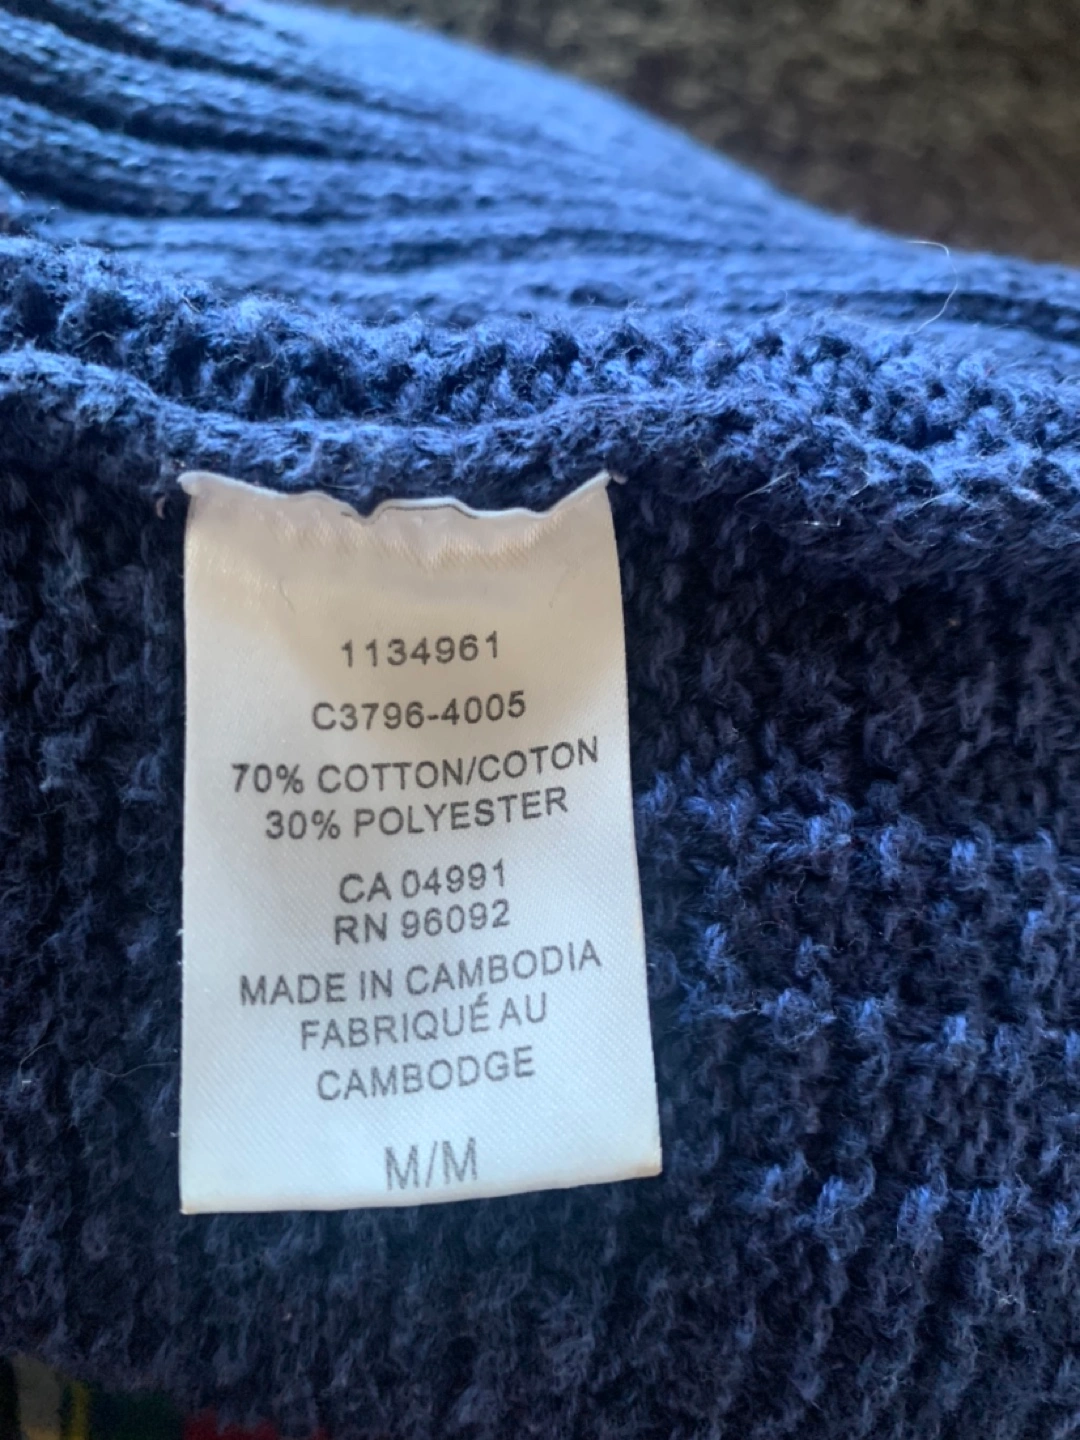 1134961
C3796-4005
70% COTTON/COTON
30% POLYESTER
CA 04991
RN 96092
MADE IN CAMBODIA
FABRIQUÉ AU
CAMBODGE
M/M